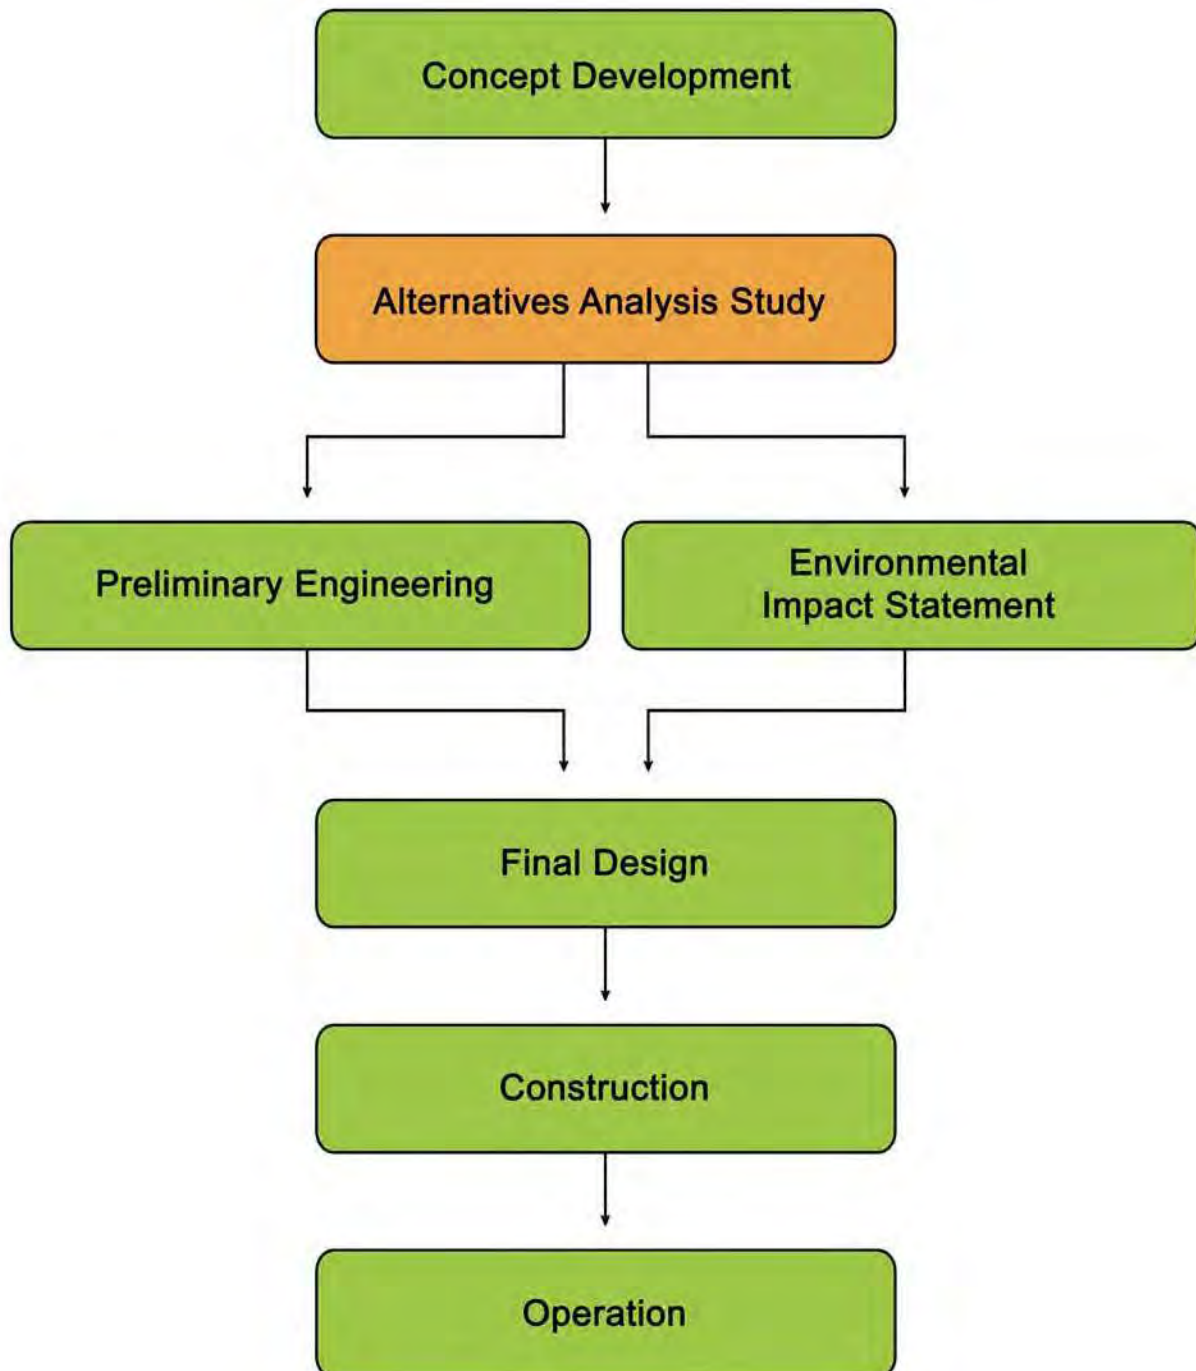 Concept Development
Alternatives Analysis Study
Preliminary Engineering
Environmental
Impact Statement
Final Design
Construction
Operation